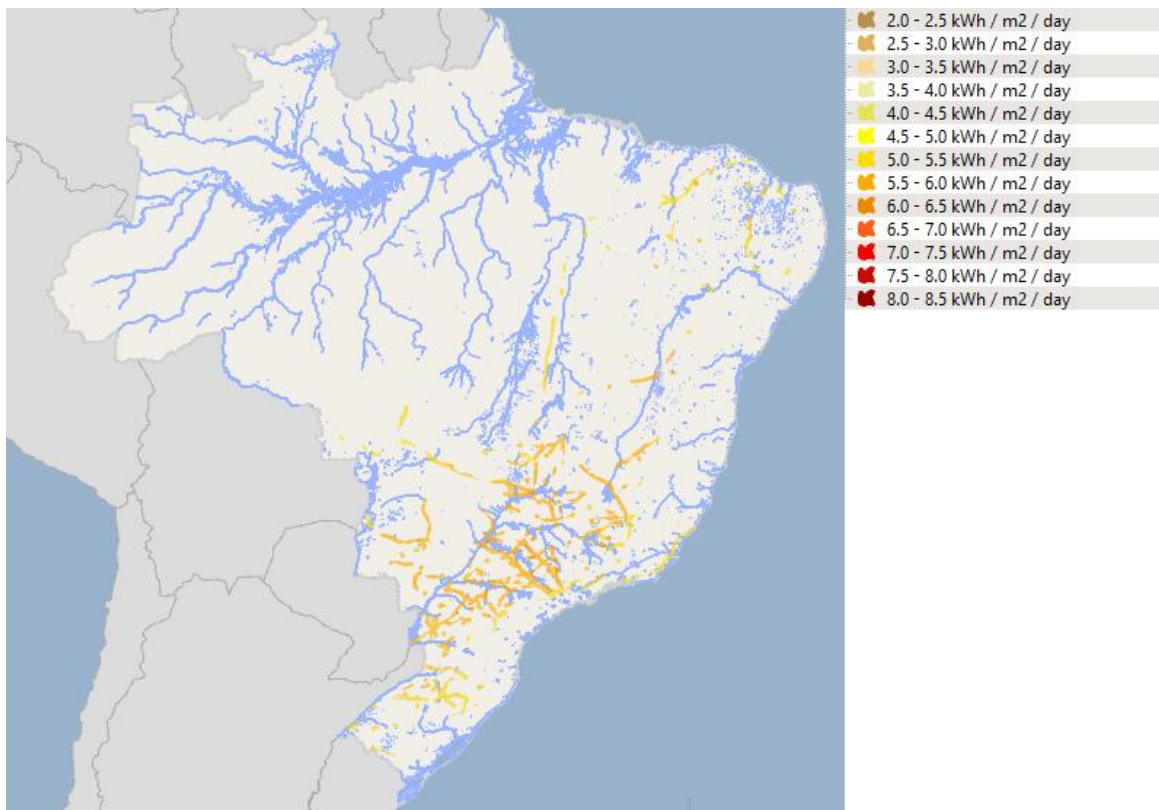 2.0 - 2.5 kWh / m2 / day
2.5 - 3.0 kWh / m2 / day
3.0 - 3.5 kWh / m2 / day
3.5 - 4.0 kWh / m2 / day
4.0 - 4.5 kWh / m2 / day
4.5 - 5.0 kWh / m2 / day
5.0 - 5.5 kWh / m2 / day
5.5 - 6.0 kWh / m2 / day
6.0 - 6.5 kWh / m2 / day
6.5 - 7.0 kWh / m2 / day
7.0 - 7.5 kWh / m2 / day
7.5 - 8.0 kWh / m2 / day
8.0 - 8.5 kWh / m2 / day